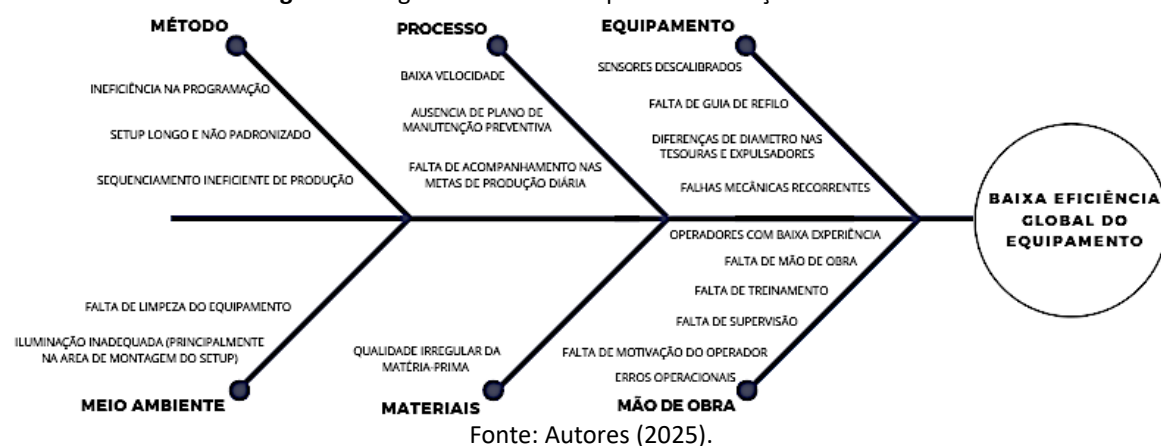 MÉTODO
INEFICIÊNCIA NA PROGRAMAÇÃO
SETUP LONGO E NÃO PADRONIZADO
SEQUENCIAMENTO INEFICIENTE DE PRODUÇÃO
PROCESSO
BAIXA VELOCIDADE
AUSENCIA DE PLANO DE
MANUTENÇÃO PREVENTIVA
FALTA DE ACOMPANHAMENTO NAS
METAS DE PRODUÇÃO DIÁRIA
EQUIPAMENTO
SENSORES DESCALIBRADOS
FALTA DE GUIA DE REFILO
DIFERENÇAS DE DIAMETRO NAS
TESOURAS E EXPULSADORES
FALHAS MECÂNICAS RECORRENTES
BAIXA EFICIÊNCIA
GLOBAL DO
EQUIPAMENTO
FALTA DE LIMPEZA DO EQUIPAMENTO
ILUMINAÇÃO INADEQUADA (PRINCIPALMENTE
NA AREA DE MONTAGEM DO SETUP)
MEIO AMBIENTE
QUALIDADE IRREGULAR DA
MATÉRIA-PRIMA
MATERIAIS
OPERADORES COM BAIXA EXPERIÊNCIA
FALTA DE MÃO DE OBRA
FALTA DE TREINAMENTO
FALTA DE SUPERVISÃO
FALTA DE MOTIVAÇÃO DO OPERADOR
ERROS OPERACIONAIS
MÃO DE OBRA
Fonte: Autores (2025).